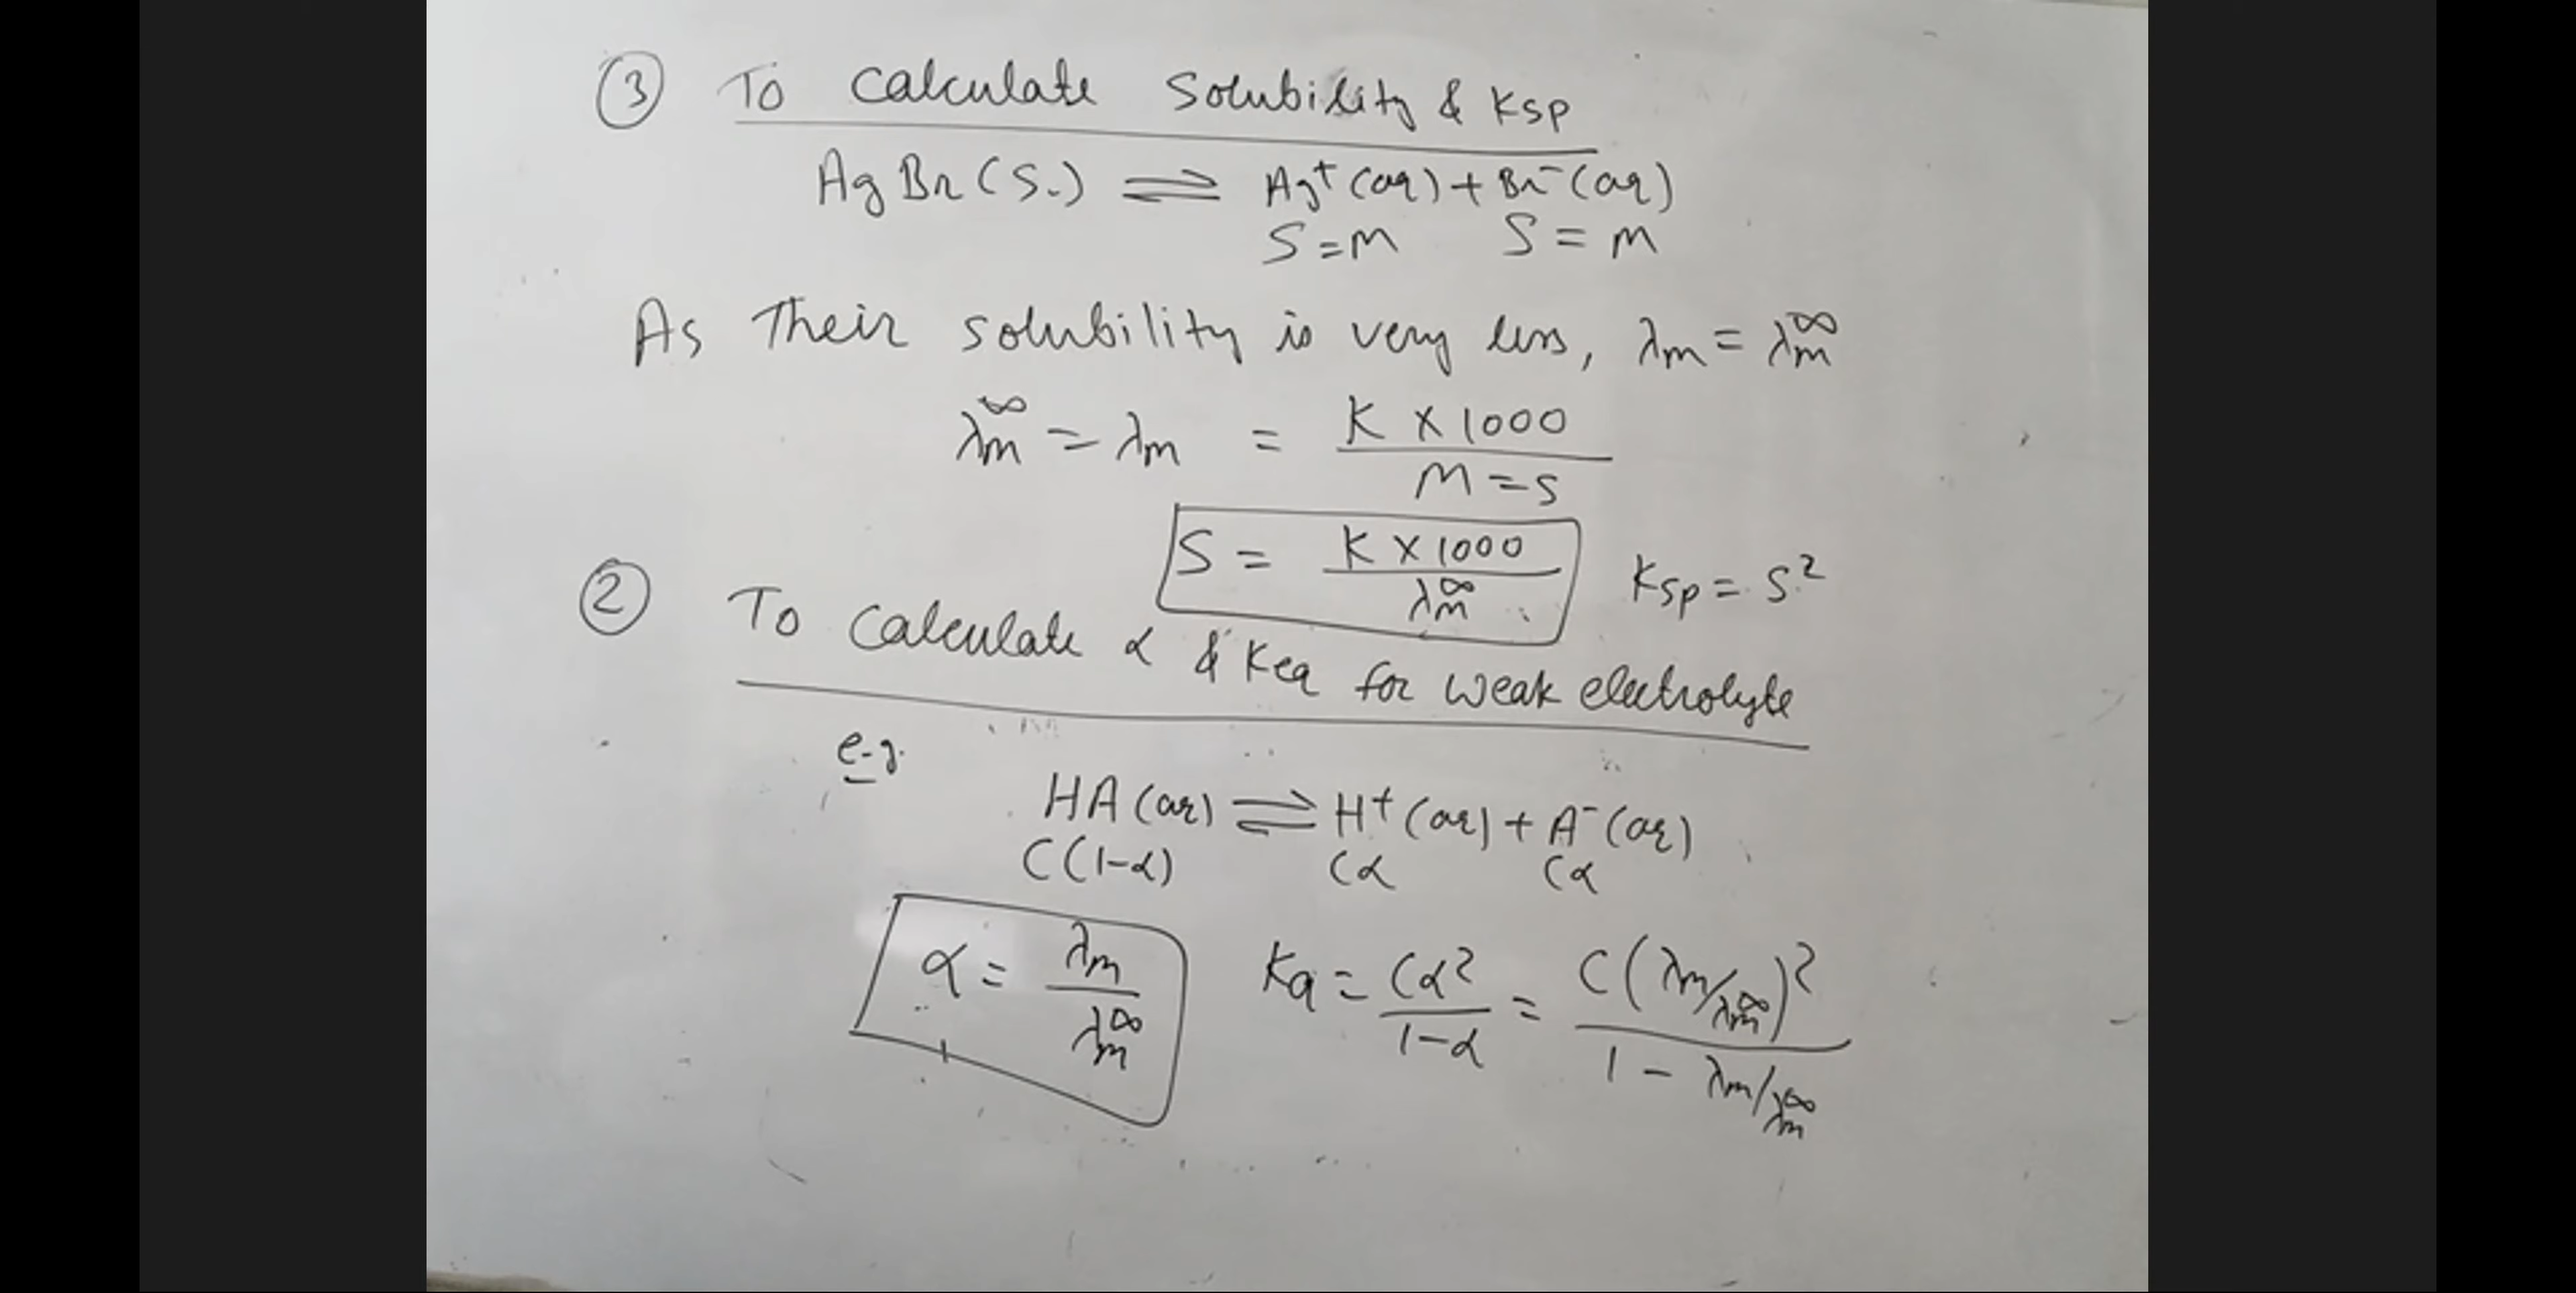 ③ To Calculate Solubility & Ksp
AgBr(s.) ⇌ Ag⁺(aq) + Br⁻(aq)
S=M S=M
As Their solubility is very less, λm = λm^∞
λm^∞ = λm = K×1000 / M=S
S = K×1000 / λm^∞ Ksp = S²
② To Calculate α & Keq for weak electrolyte
e.g.
HA(aq) ⇌ H⁺(aq) + A⁻(aq)
C(1-α) Cα Cα
α = λm / λm^∞ Ka = Cα² / 1-α = C(λm/λm^∞)² / 1 - λm/λm^∞